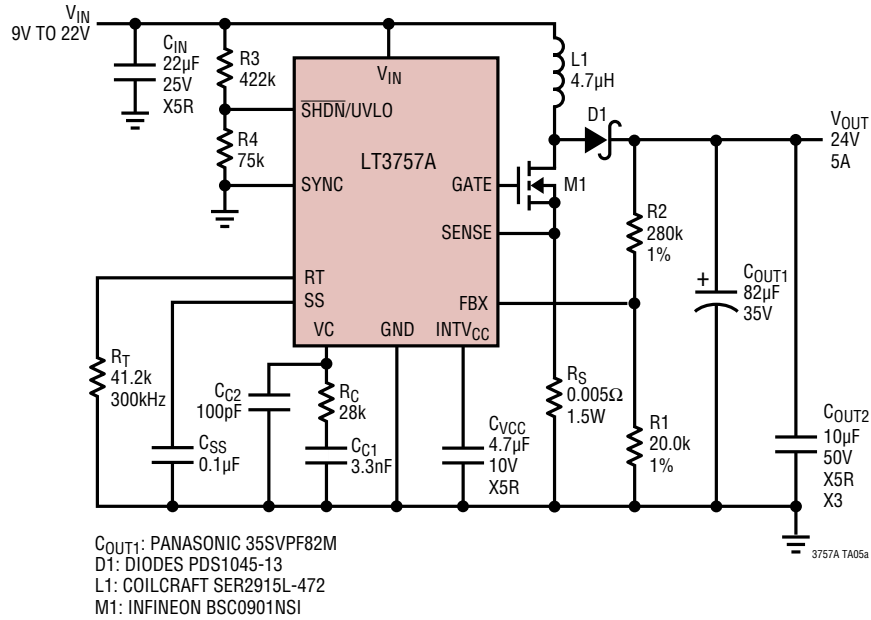 VIN
9V TO 22V
CIN
22µF
25V
X5R
R3
422k
R4
75k
VIN
SHDN/UVLO
LT3757A
SYNC
GATE
SENSE
RT
SS
FBX
VC
GND
INTVCC
L1
4.7µH
D1
M1
VOUT
24V
5A
R2
280k
1%
+
COUT1
82µF
35V
RT
41.2k
300kHz
CC2
100pF
CSS
0.1µF
RC
28k
CC1
3.3nF
CVCC
4.7µF
10V
X5R
RS
0.005Ω
1.5W
R1
20.0k
1%
COUT2
10µF
50V
X5R
X3
3757A TA05a
COUT1: PANASONIC 35SVPF82M
D1: DIODES PDS1045-13
L1: COILCRAFT SER2915L-472
M1: INFINEON BSC0901NSI